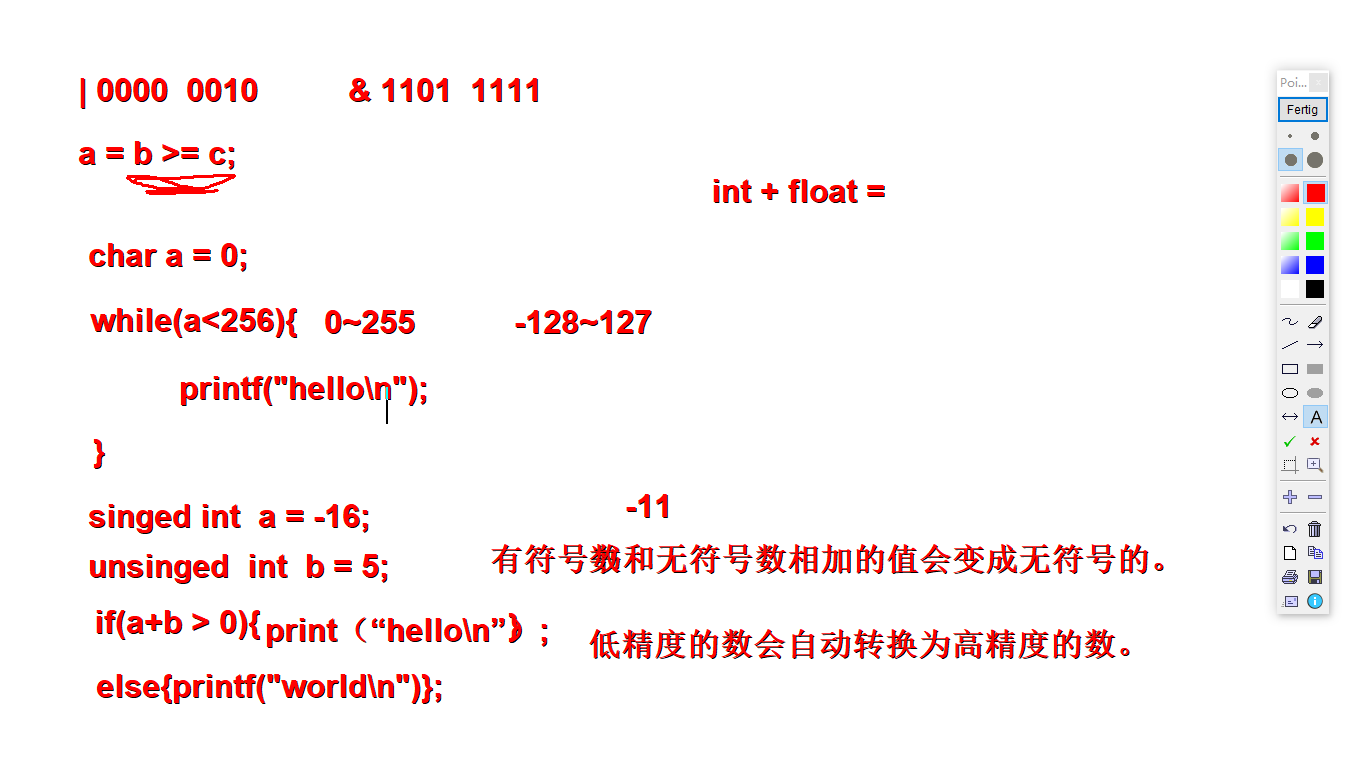 | 0000  0010          & 1101  1111
a = b >= c;
int + float =
char a = 0;
while(a<256){   0~255          -128~127
printf("hello\n");
}
singed int  a = -16;
-11
unsinged  int  b = 5;
有符号数和无符号数相加的值会变成无符号的。
if(a+b > 0){print（“hello\n”）；
低精度的数会自动转换为高精度的数。
else{printf("world\n")};
Poi...
Fertig
A